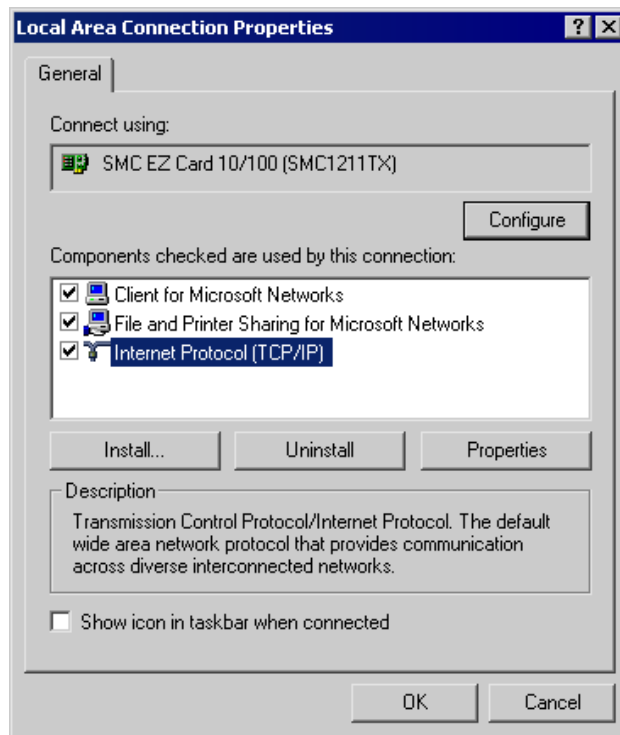 Local Area Connection Properties
General
Connect using:
SMC EZ Card 10/100 (SMC1211TX)
Configure
Components checked are used by this connection:
Client for Microsoft Networks
File and Printer Sharing for Microsoft Networks
Internet Protocol (TCP/IP)
Install...
Uninstall
Properties
Description
Transmission Control Protocol/Internet Protocol. The default
wide area network protocol that provides communication
across diverse interconnected networks.
Show icon in taskbar when connected
OK
Cancel